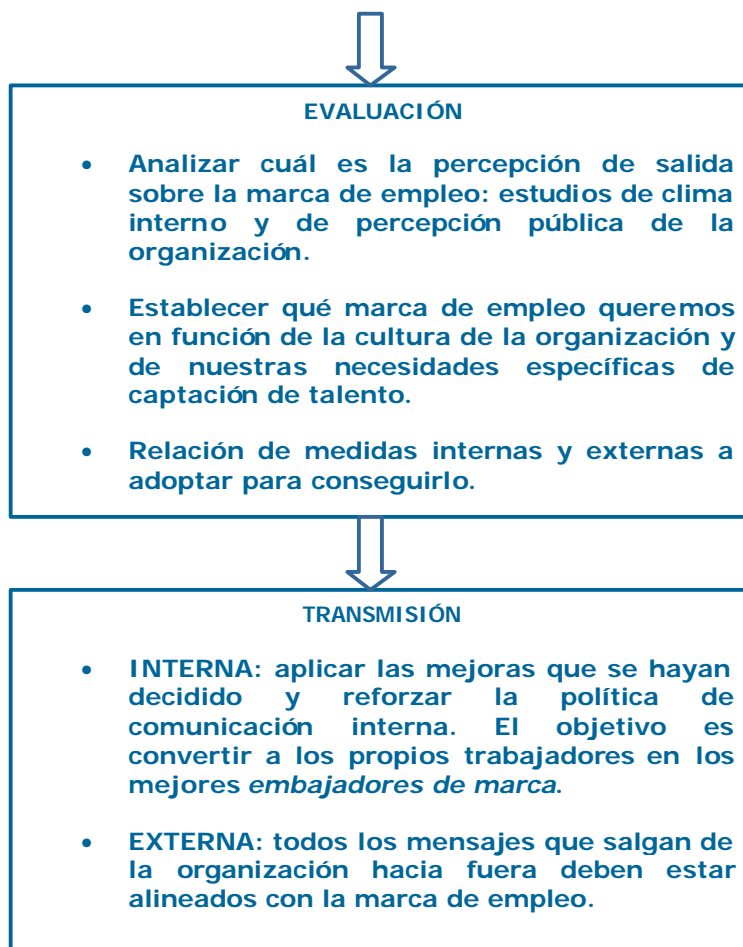 EVALUACIÓN
• Analizar cuál es la percepción de salida
sobre la marca de empleo: estudios de clima
interno y de percepción pública de la
organización.
• Establecer qué marca de empleo queremos
en función de la cultura de la organización y
de nuestras necesidades específicas de
captación de talento.
• Relación de medidas internas y externas a
adoptar para conseguirlo.
TRANSMISIÓN
• INTERNA: aplicar las mejoras que se hayan
decidido y reforzar la política de
comunicación interna. El objetivo es
convertir a los propios trabajadores en los
mejores embajadores de marca.
• EXTERNA: todos los mensajes que salgan de
la organización hacia fuera deben estar
alineados con la marca de empleo.